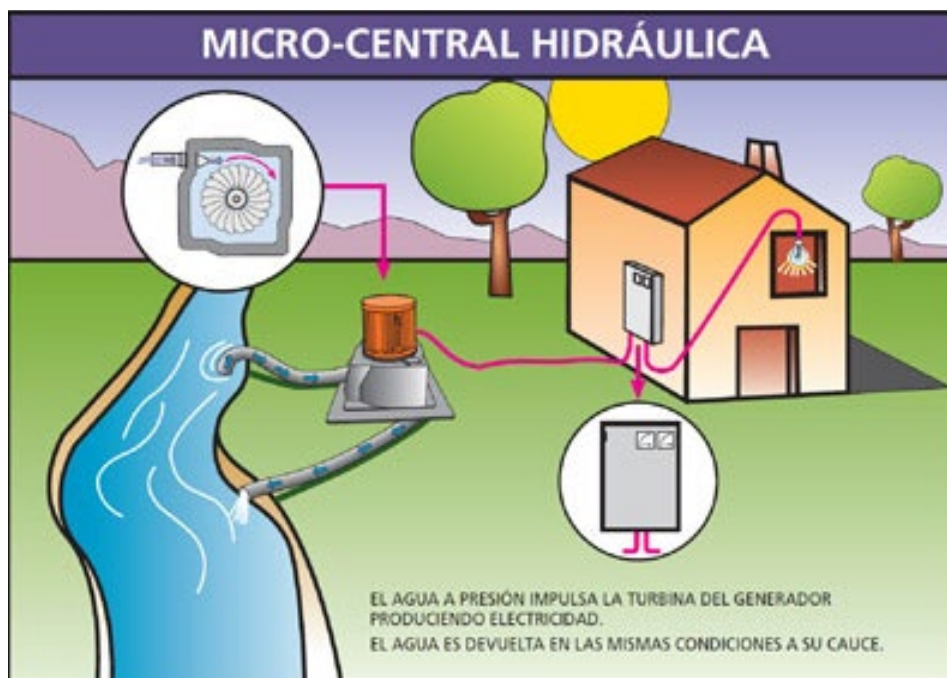 MICRO-CENTRAL HIDRÁULICA
EL AGUA A PRESIÓN IMPULSA LA TURBINA DEL GENERADOR
PRODUCIENDO ELECTRICIDAD.
EL AGUA ES DEVUELTA EN LAS MISMAS CONDICIONES A SU CAUCE.